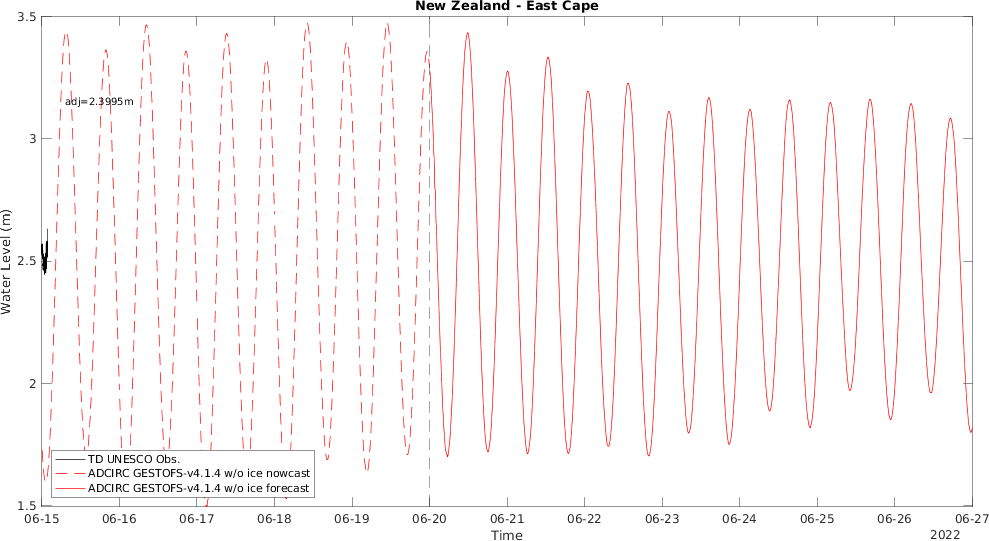 New Zealand - East Cape
3.5
adj=2.3995m
3
Water Level (m)
2.5
2
TD UNESCO Obs.
ADCIRC GESTOFS-v4.1.4 w/o ice nowcast
ADCIRC GESTOFS-v4.1.4 w/o ice forecast
1.5
06-15 06-16 06-17 06-18 06-19 06-20 06-21 06-22 06-23 06-24 06-25 06-26 06-27
Time
2022